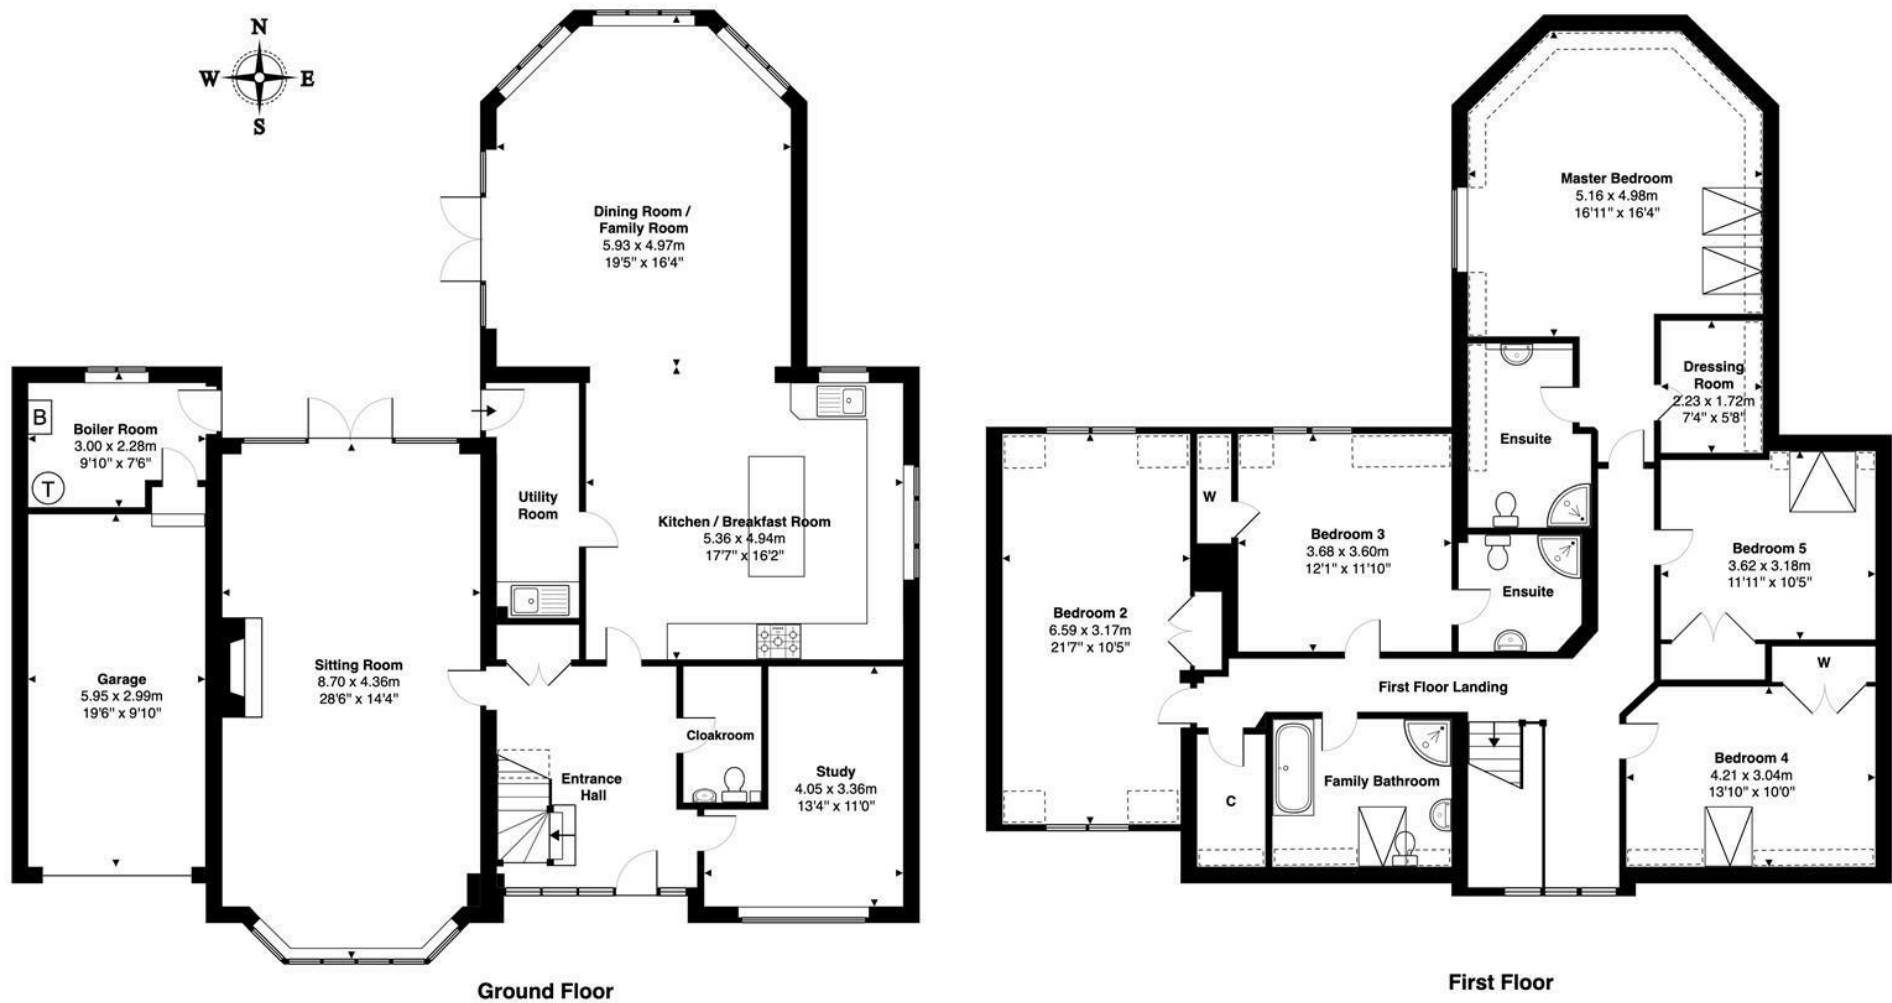 N
W E
S
Dining Room /
Family Room
5.93 x 4.97m
19'5" x 16'4"
B
Boiler Room
3.00 x 2.28m
9'10" x 7'6"
T
Utility
Room
Kitchen / Breakfast Room
5.36 x 4.94m
17'7" x 16'2"
Garage
5.95 x 2.99m
19'6" x 9'10"
Sitting Room
8.70 x 4.36m
28'6" x 14'4"
Cloakroom
Entrance
Hall
Study
4.05 x 3.36m
13'4" x 11'0"
Ground Floor
Master Bedroom
5.16 x 4.98m
16'11" x 16'4"
Dressing
Room
2.23 x 1.72m
7'4" x 5'8"
Ensuite
W
Bedroom 3
3.68 x 3.60m
12'1" x 11'10"
Bedroom 5
3.62 x 3.18m
11'11" x 10'5"
Ensuite
Bedroom 2
6.59 x 3.17m
21'7" x 10'5"
W
First Floor Landing
Family Bathroom
C
Bedroom 4
4.21 x 3.04m
13'10" x 10'0"
First Floor